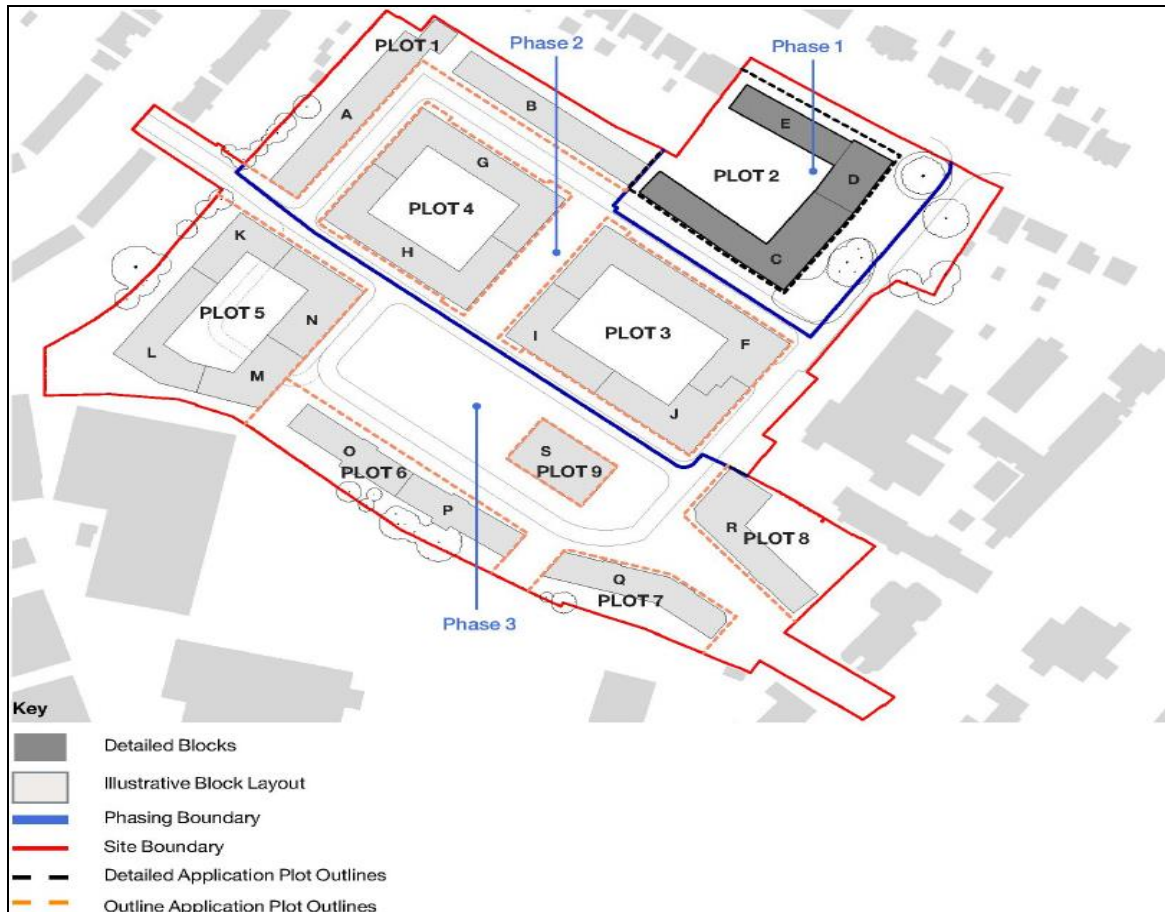 Phase 2
Phase 1
PLOT 1
A
B
E
G
D
PLOT 2
PLOT 4
C
H
K
PLOT 5
N
L
M
I
PLOT 3
F
J
O
PLOT 6
P
S
PLOT 9
R
PLOT 8
Q
PLOT 7
Phase 3
Key
Detailed Blocks
Illustrative Block Layout
Phasing Boundary
Site Boundary
Detailed Application Plot Outlines
Outline Application Plot Outlines